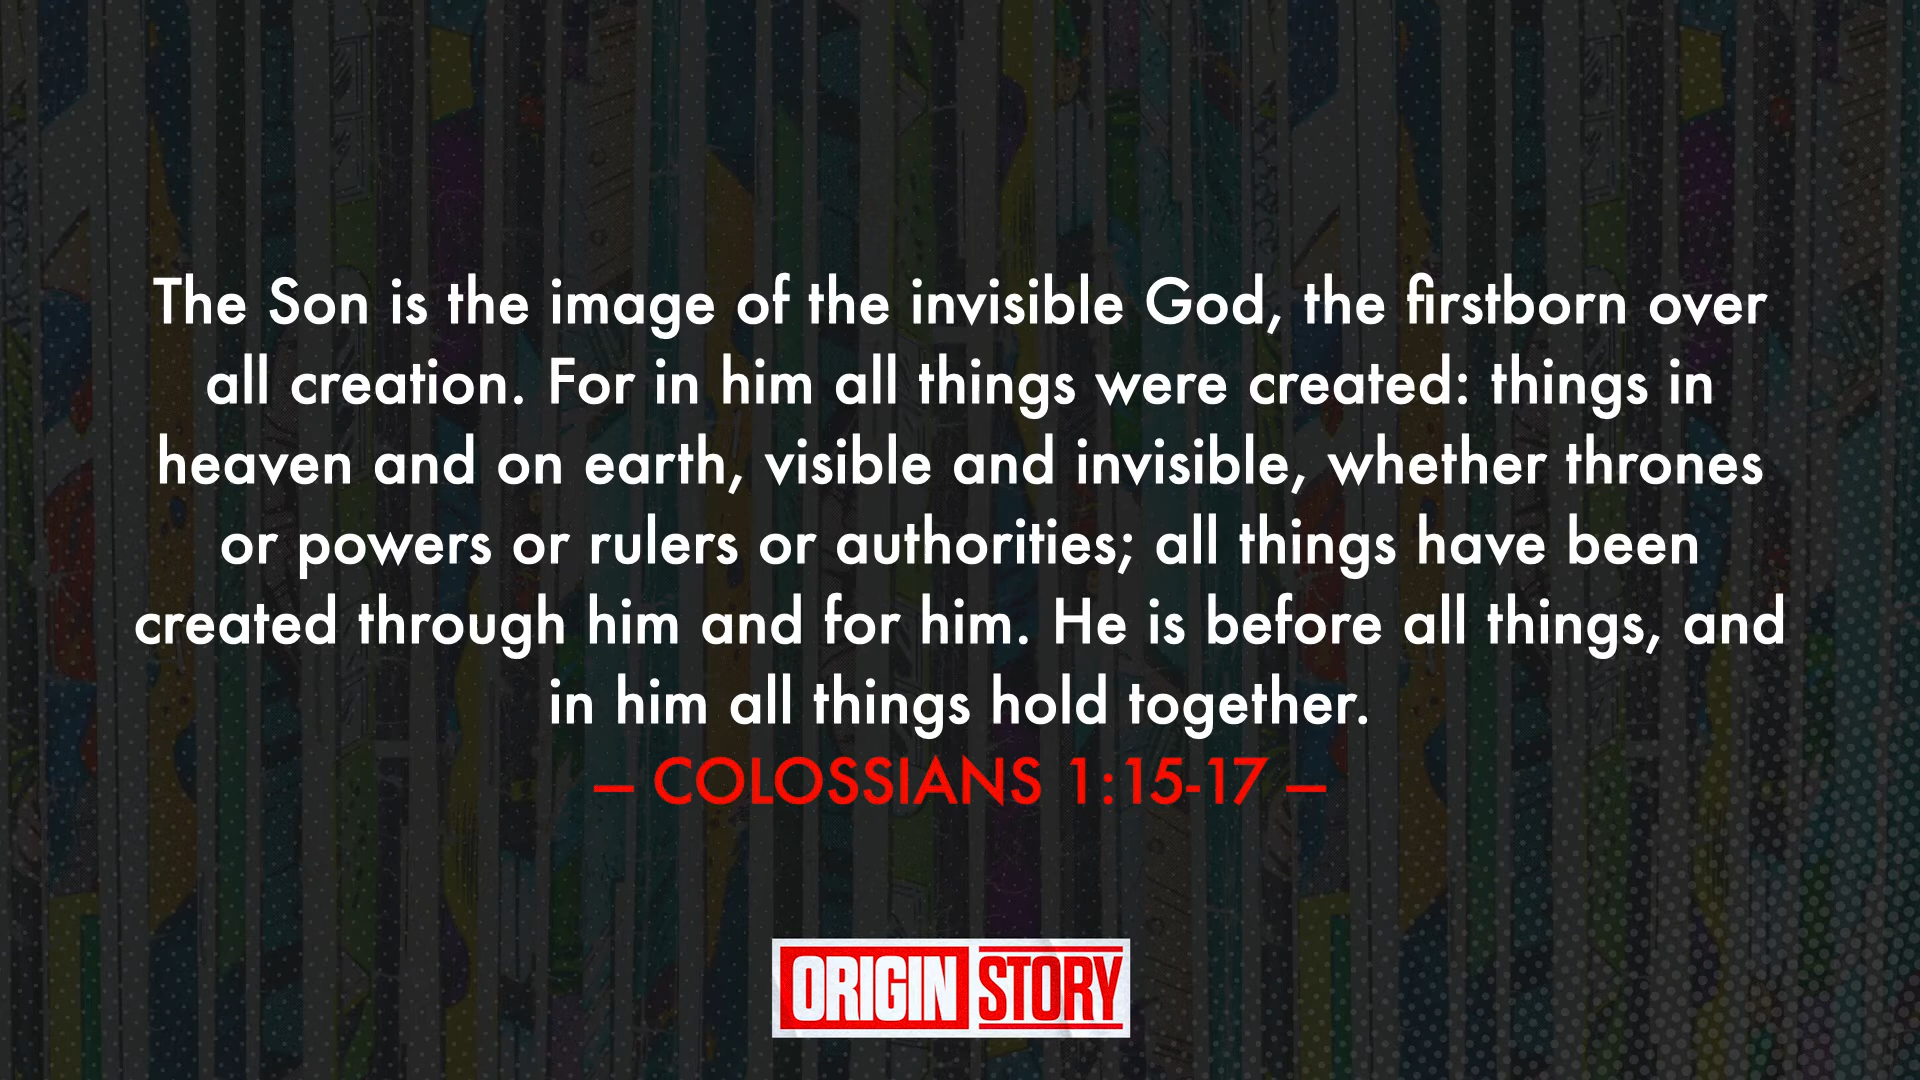 The Son is the image of the invisible God, the firstborn over
all creation. For in him all things were created: things in
heaven and on earth, visible and invisible, whether thrones
or powers or rulers or authorities; all things have been
created through him and for him. He is before all things, and
in him all things hold together.
— COLOSSIANS 1:15-17 —
ORIGIN STORY